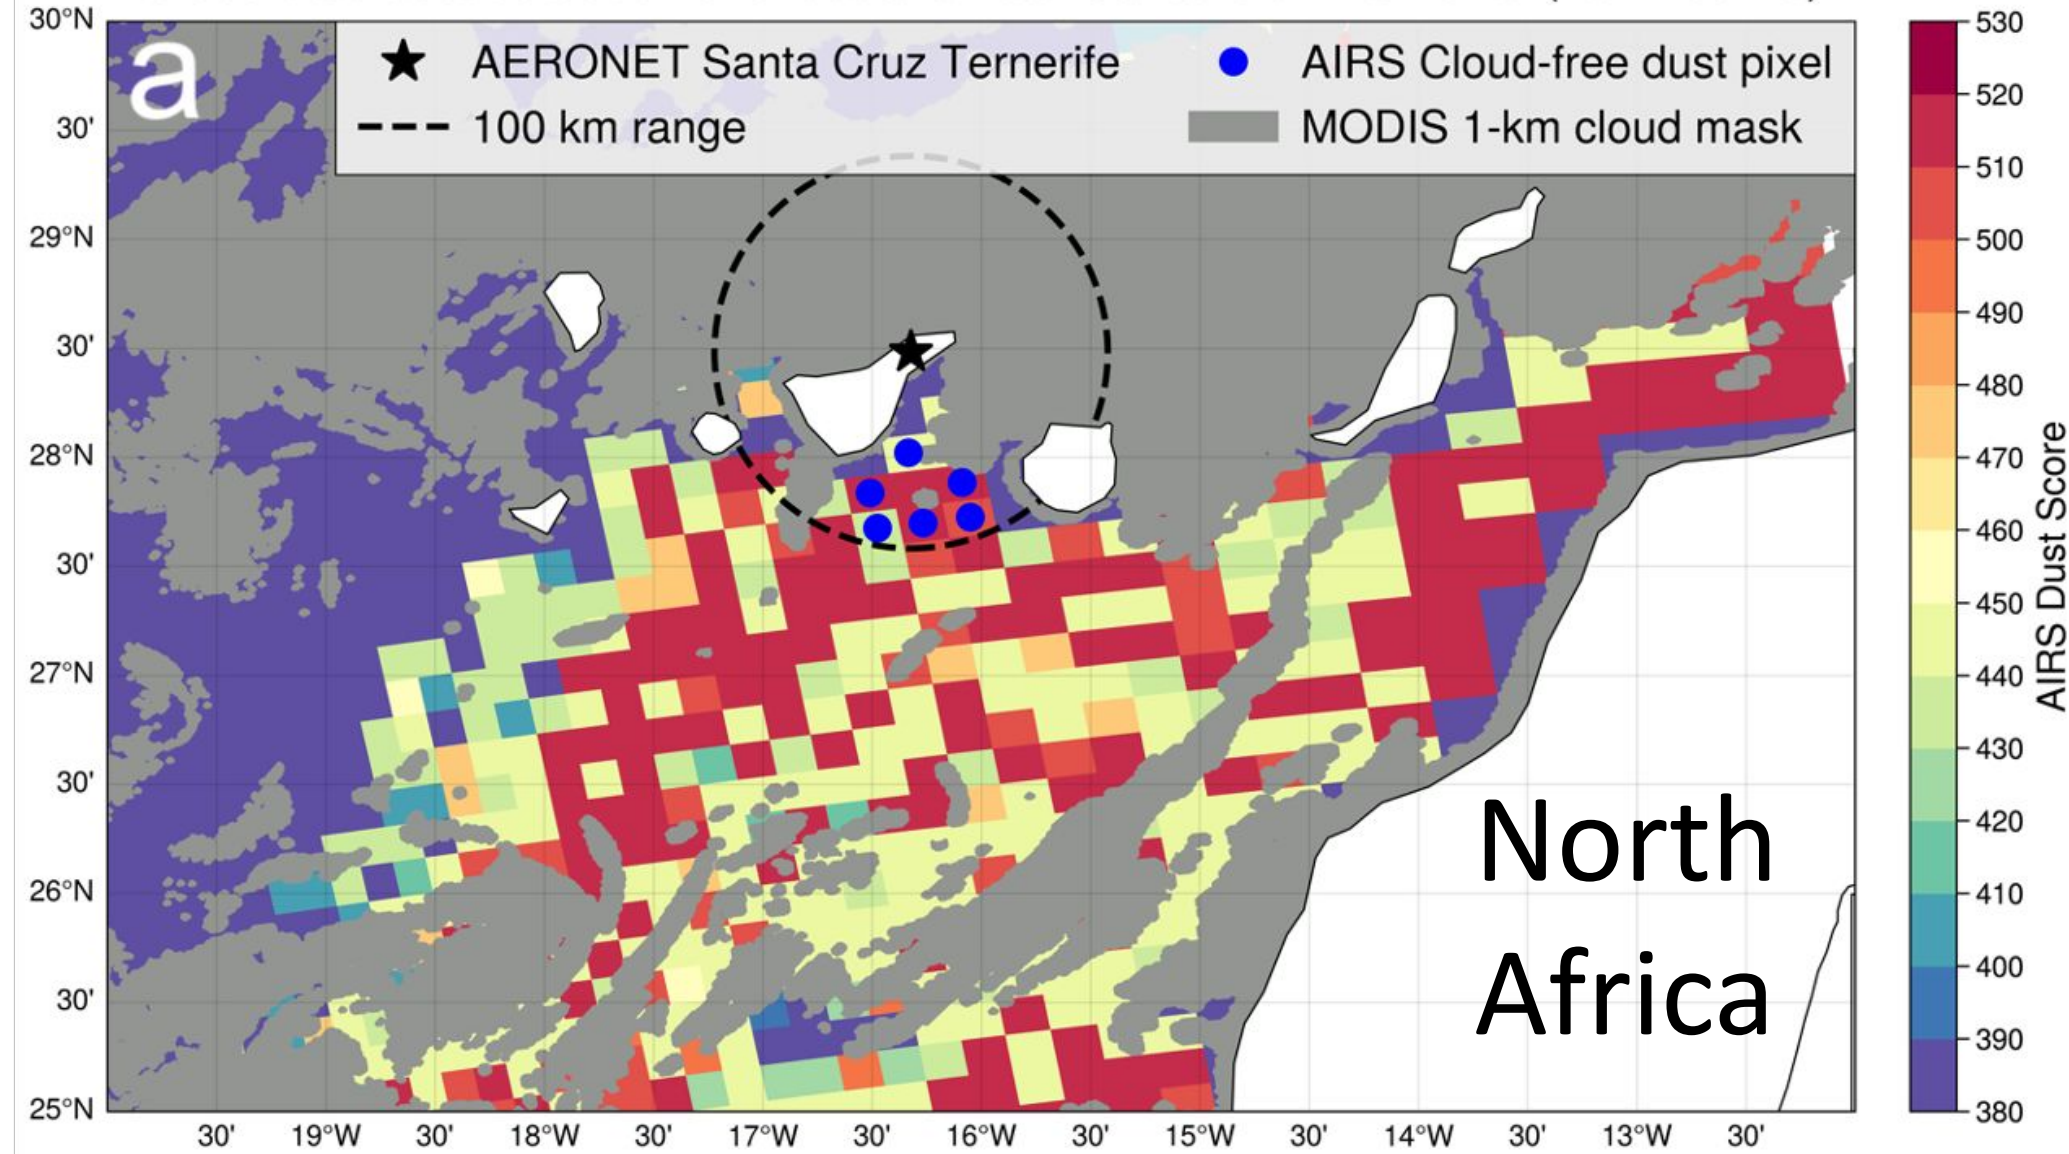 a
AERONET Santa Cruz Ternerife
AIRS Cloud-free dust pixel
100 km range
MODIS 1-km cloud mask
30°N
30'
29°N
30'
28°N
30'
27°N
30'
26°N
30'
25°N
30'
19°W
30'
18°W
30'
17°W
30'
16°W
30'
15°W
30'
14°W
30'
13°W
30'
North
Africa
530
520
510
500
490
480
470
460
450
440
430
420
410
400
390
380
AIRS Dust Score